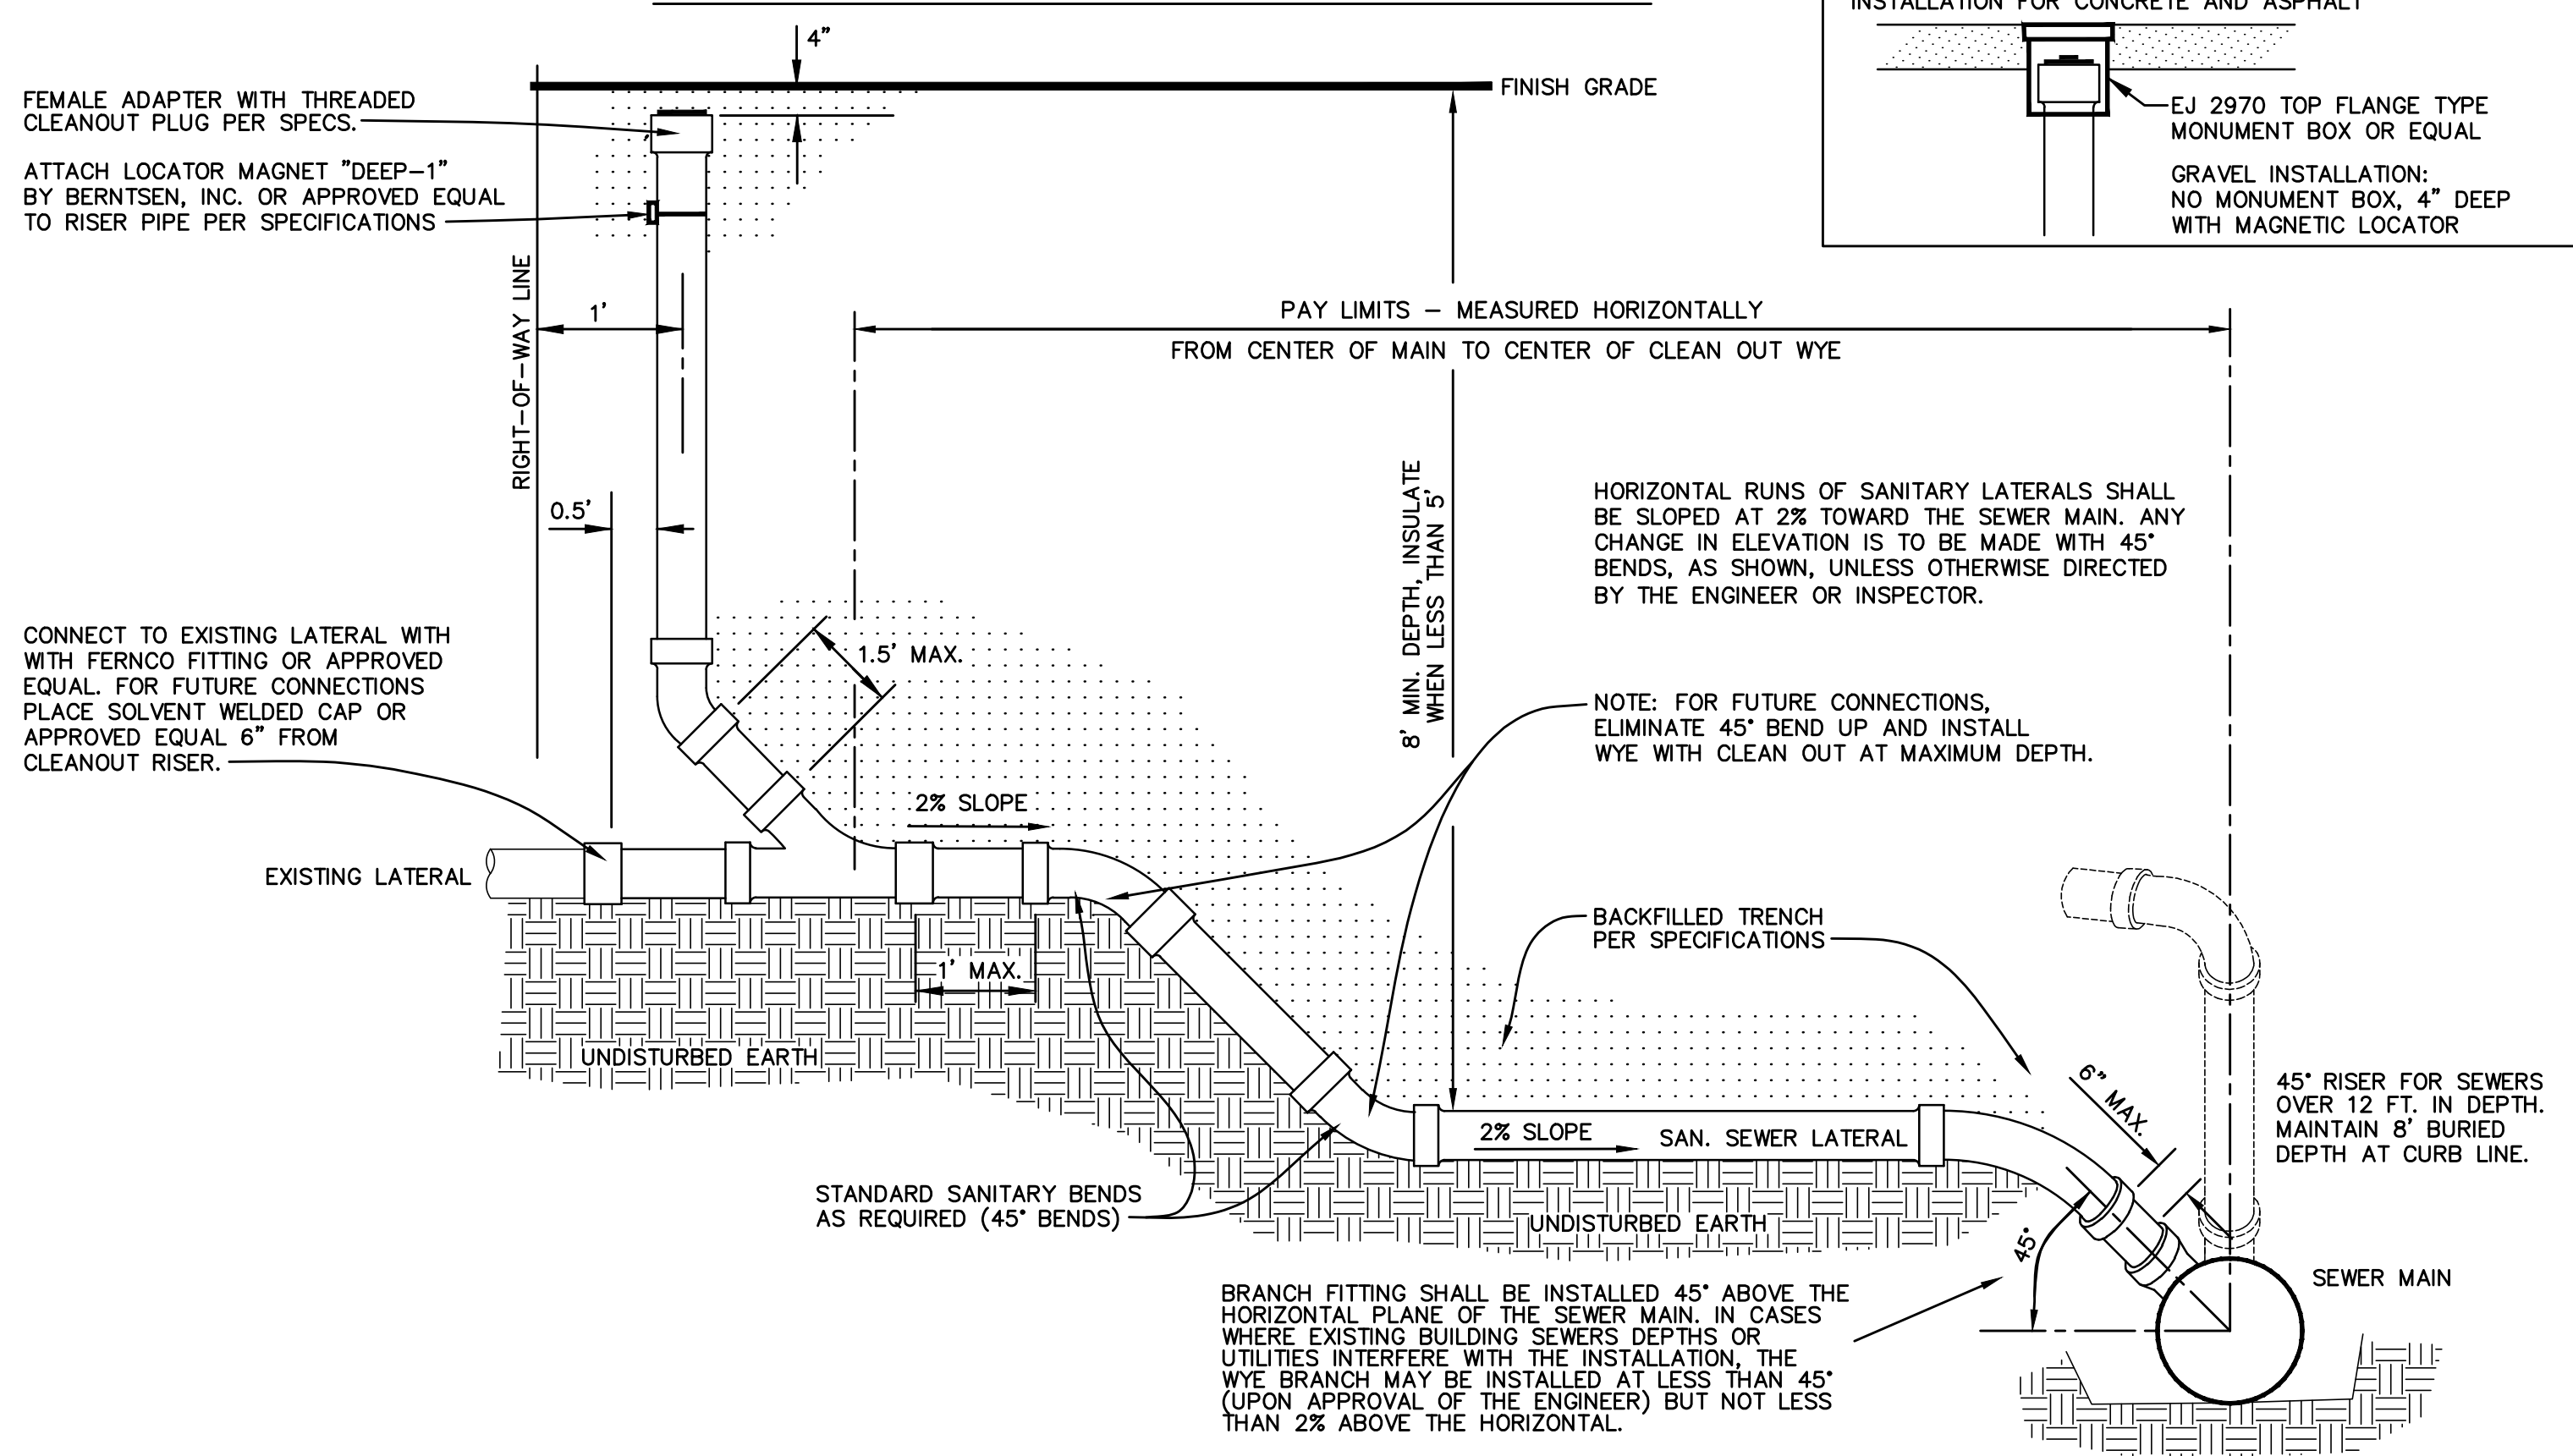 INSTALLATION FOR CONCRETE AND ASPHALT
4"
FINISH GRADE
FEMALE ADAPTER WITH THREADED
CLEANOUT PLUG PER SPECS.
ATTACH LOCATOR MAGNET "DEEP-1"
BY BERNTSEN, INC. OR APPROVED EQUAL
TO RISER PIPE PER SPECIFICATIONS
EJ 2970 TOP FLANGE TYPE
MONUMENT BOX OR EQUAL
GRAVEL INSTALLATION:
NO MONUMENT BOX, 4" DEEP
WITH MAGNETIC LOCATOR
RIGHT-OF-WAY LINE
1'
PAY LIMITS - MEASURED HORIZONTALLY
FROM CENTER OF MAIN TO CENTER OF CLEAN OUT WYE
0.5'
8' MIN. DEPTH, INSULATE
WHEN LESS THAN 5'
HORIZONTAL RUNS OF SANITARY LATERALS SHALL
BE SLOPED AT 2% TOWARD THE SEWER MAIN. ANY
CHANGE IN ELEVATION IS TO BE MADE WITH 45°
BENDS, AS SHOWN, UNLESS OTHERWISE DIRECTED
BY THE ENGINEER OR INSPECTOR.
CONNECT TO EXISTING LATERAL WITH
WITH FERNCO FITTING OR APPROVED
EQUAL. FOR FUTURE CONNECTIONS
PLACE SOLVENT WELDED CAP OR
APPROVED EQUAL 6" FROM
CLEANOUT RISER.
1.5' MAX.
NOTE: FOR FUTURE CONNECTIONS,
ELIMINATE 45° BEND UP AND INSTALL
WYE WITH CLEAN OUT AT MAXIMUM DEPTH.
2% SLOPE
EXISTING LATERAL
BACKFILLED TRENCH
PER SPECIFICATIONS
1' MAX.
UNDISTURBED EARTH
6" MAX.
45° RISER FOR SEWERS
OVER 12 FT. IN DEPTH.
MAINTAIN 8' BURIED
DEPTH AT CURB LINE.
2% SLOPE
SAN. SEWER LATERAL
STANDARD SANITARY BENDS
AS REQUIRED (45° BENDS)
UNDISTURBED EARTH
45°
SEWER MAIN
BRANCH FITTING SHALL BE INSTALLED 45° ABOVE THE
HORIZONTAL PLANE OF THE SEWER MAIN. IN CASES
WHERE EXISTING BUILDING SEWERS DEPTHS OR
UTILITIES INTERFERE WITH THE INSTALLATION, THE
WYE BRANCH MAY BE INSTALLED AT LESS THAN 45°
(UPON APPROVAL OF THE ENGINEER) BUT NOT LESS
THAN 2% ABOVE THE HORIZONTAL.